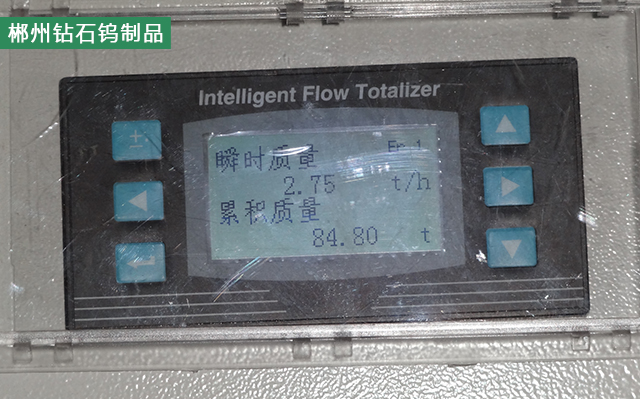 郴州钻石钨制品
Intelligent Flow Totalizer
瞬时质量
2.75 t/h
累积质量
84.80 t
±